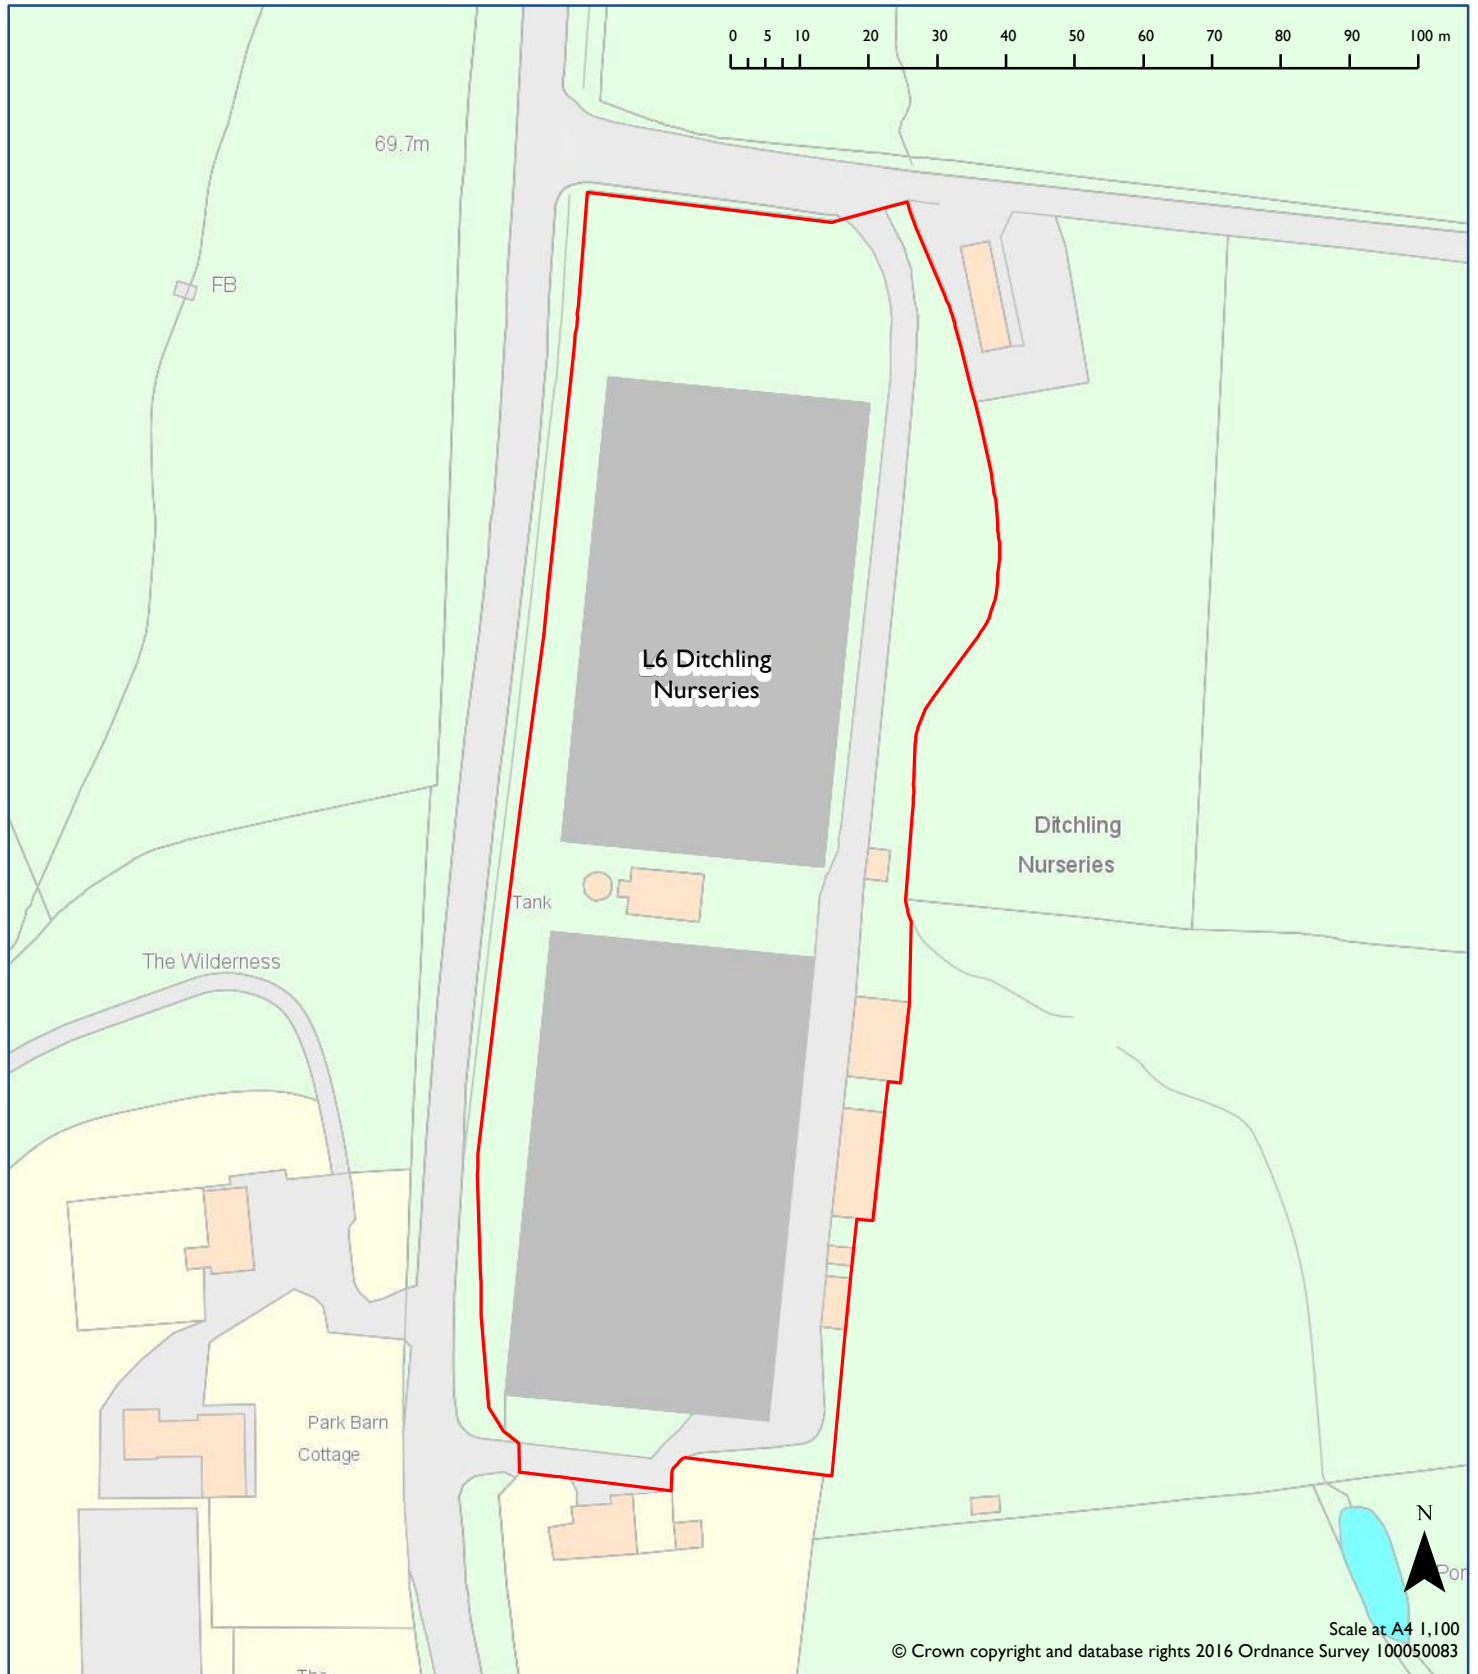 0 5 10 20 30 40 50 60 70 80 90 100 m
69.7m
FB
L6 Ditchling
Nurseries
Ditchling
Nurseries
Tank
The Wilderness
Park Barn
Cottage
N
Scale at A4 1,100
© Crown copyright and database rights 2016 Ordnance Survey 100050083